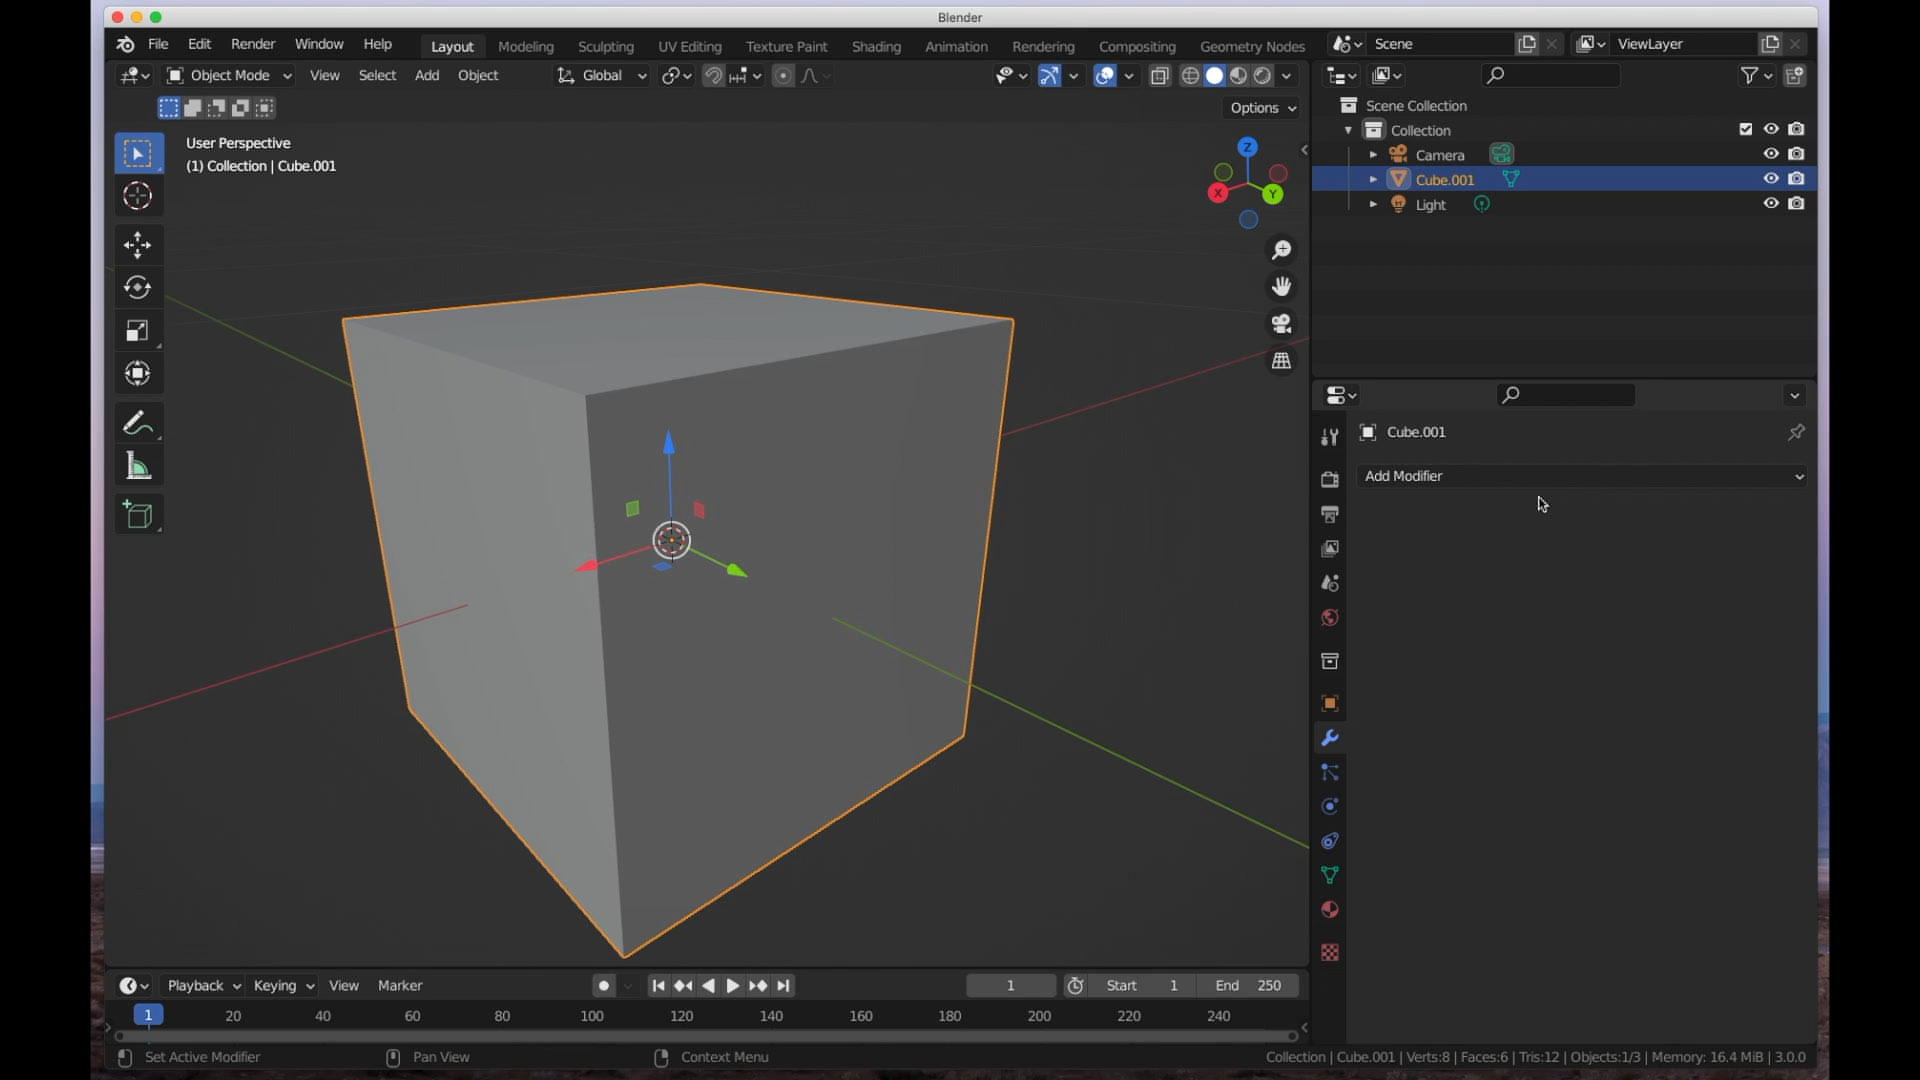 Blender
File Edit Render Window Help Layout Modeling Sculpting UV Editing Texture Paint Shading Animation Rendering Compositing Geometry Nodes Scene ViewLayer
Object Mode View Select Add Object Global
Options
User Perspective
(1) Collection | Cube.001
Z
X
Y
Scene Collection
Collection
Camera
Cube.001
Light
Cube.001
Add Modifier
Playback Keying View Marker 1 Start 1 End 250
1 20 40 60 80 100 120 140 160 180 200 220 240
Set Active Modifier Pan View Context Menu Collection | Cube.001 | Verts:8 | Faces:6 | Tris:12 | Objects:1/3 | Memory: 16.4 MiB | 3.0.0